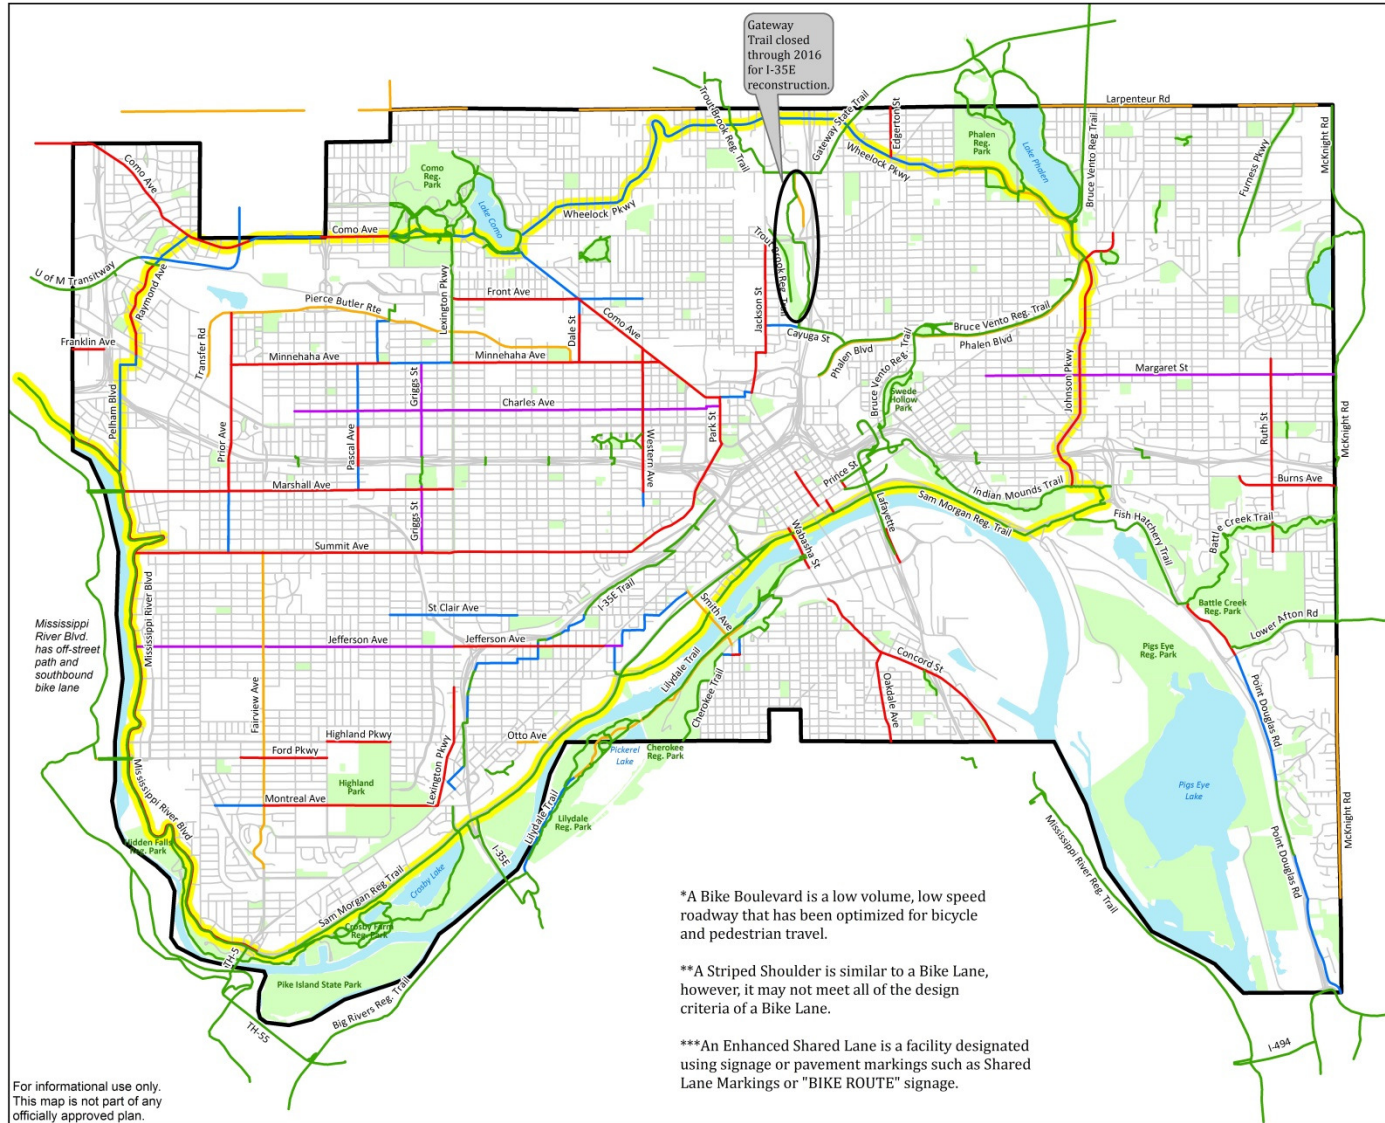 Gateway
Trail closed
through 2016
for I-35E
reconstruction.
Larpenteur Rd
Trout Brook Reg. Trail
Gateway State Trail
Edgerton St
Wheelock Pkwy
Phalen
Reg. Park
Lake Phalen
Bruce Vento Reg Trail
Furness Pkwy
McKnight Rd
Como Ave
Como
Reg.
Park
Lake Como
Wheelock Pkwy
Como Ave
U of M Transitway
Raymond Ave
Pierce Butler Rte
Lexington Pkwy
Front Ave
Como Ave
Dale St
Jackson St
Trout Brook Reg. Trail
Cayuga St
Bruce Vento Reg. Trail
Phalen Blvd
Phalen Blvd
Bruce Vento Reg. Trail
Franklin Ave
Transfer Rd
Minnehaha Ave
Minnehaha Ave
Margaret St
Johnson Pkwy
Swede
Hollow
Park
Pelham Blvd
Griggs St
Charles Ave
Park St
Prior Ave
Pascal Ave
Western Ave
Ruth St
McKnight Rd
Marshall Ave
Prince St
Indian Mounds Trail
Burns Ave
Griggs St
Lafayette
Sam Morgan Reg. Trail
Fish Hatchery Trail
Battle Creek Trail
Summit Ave
Wabasha St
Mississippi River Blvd
I-35E Trail
St Clair Ave
Smith Ave
Battle Creek
Reg. Park
Lower Afton Rd
Mississippi
River Blvd.
has off-street
path and
southbound
bike lane
Jefferson Ave
Jefferson Ave
Lilydale Trail
Concord St
Pigs Eye
Reg. Park
Fairview Ave
Cherokee Trail
Oakdale Ave
Point Douglas Rd
Highland Pkwy
Otto Ave
Ford Pkwy
Lexington Pkwy
Pickerel
Lake
Cherokee
Reg. Park
Highland
Park
Mississippi River Blvd
Montreal Ave
Pigs Eye
Lake
McKnight Rd
Lilydale Trail
Lilydale
Reg. Park
Hidden Falls
Reg. Park
I-35E
Mississippi River Reg. Trail
Point Douglas Rd
Crosby Lake
Sam Morgan Reg Trail
Crosby Farm
Reg. Park
TH-5
Pike Island State Park
Big Rivers Reg. Trail
TH-55
I-494
*A Bike Boulevard is a low volume, low speed
roadway that has been optimized for bicycle
and pedestrian travel.
**A Striped Shoulder is similar to a Bike Lane,
however, it may not meet all of the design
criteria of a Bike Lane.
***An Enhanced Shared Lane is a facility designated
using signage or pavement markings such as Shared
Lane Markings or "BIKE ROUTE" signage.
For informational use only.
This map is not part of any
officially approved plan.